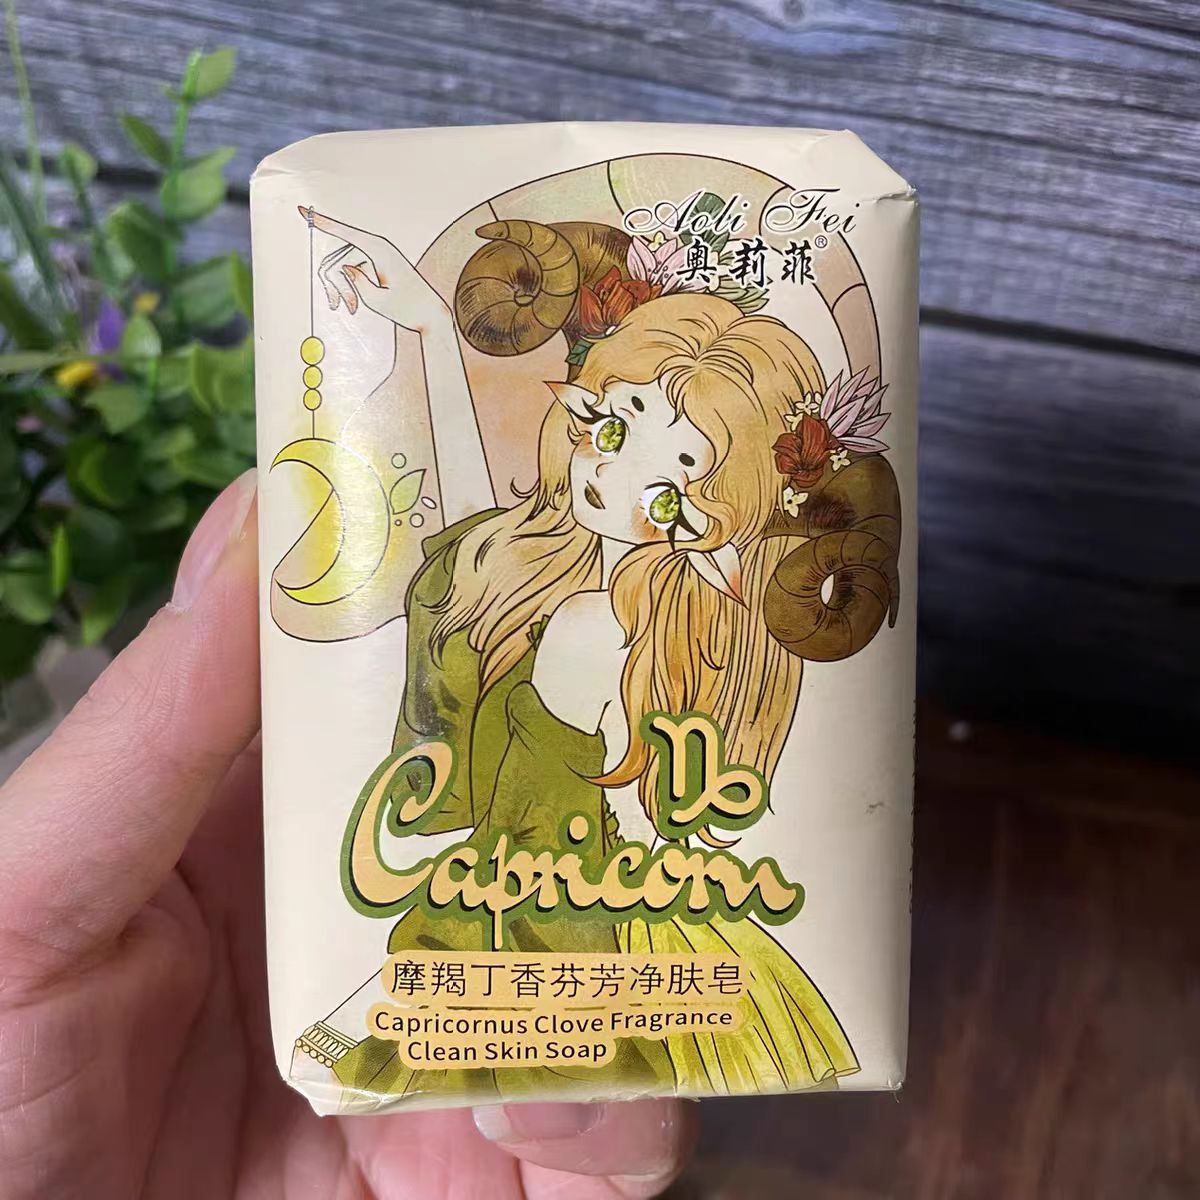 Aoli Fei
奥莉菲®
♑
Capricorn
摩羯丁香芬芳净肤皂
Capricornus Clove Fragrance
Clean Skin Soap